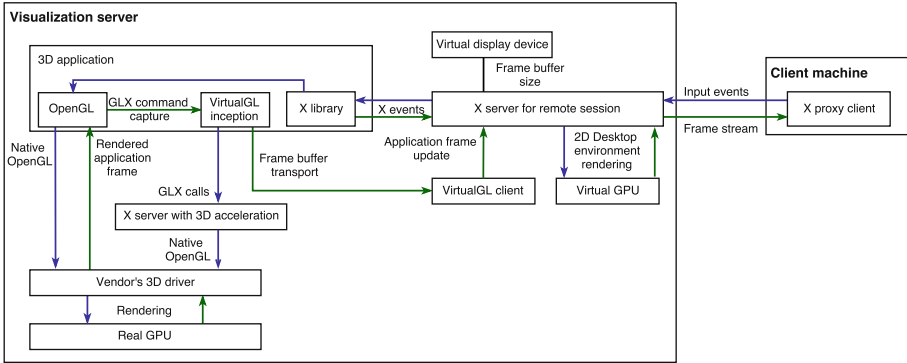 Visualization server
Virtual display device
3D application
Frame buffer
size
Client machine
OpenGL
GLX command
capture
VirtualGL
inception
X library
X events
X server for remote session
Input events
Frame stream
X proxy client
Native
OpenGL
Rendered
application
frame
Frame buffer
transport
Application frame
update
2D Desktop
environment
rendering
GLX calls
VirtualGL client
Virtual GPU
X server with 3D acceleration
Native
OpenGL
Vendor's 3D driver
Rendering
Real GPU